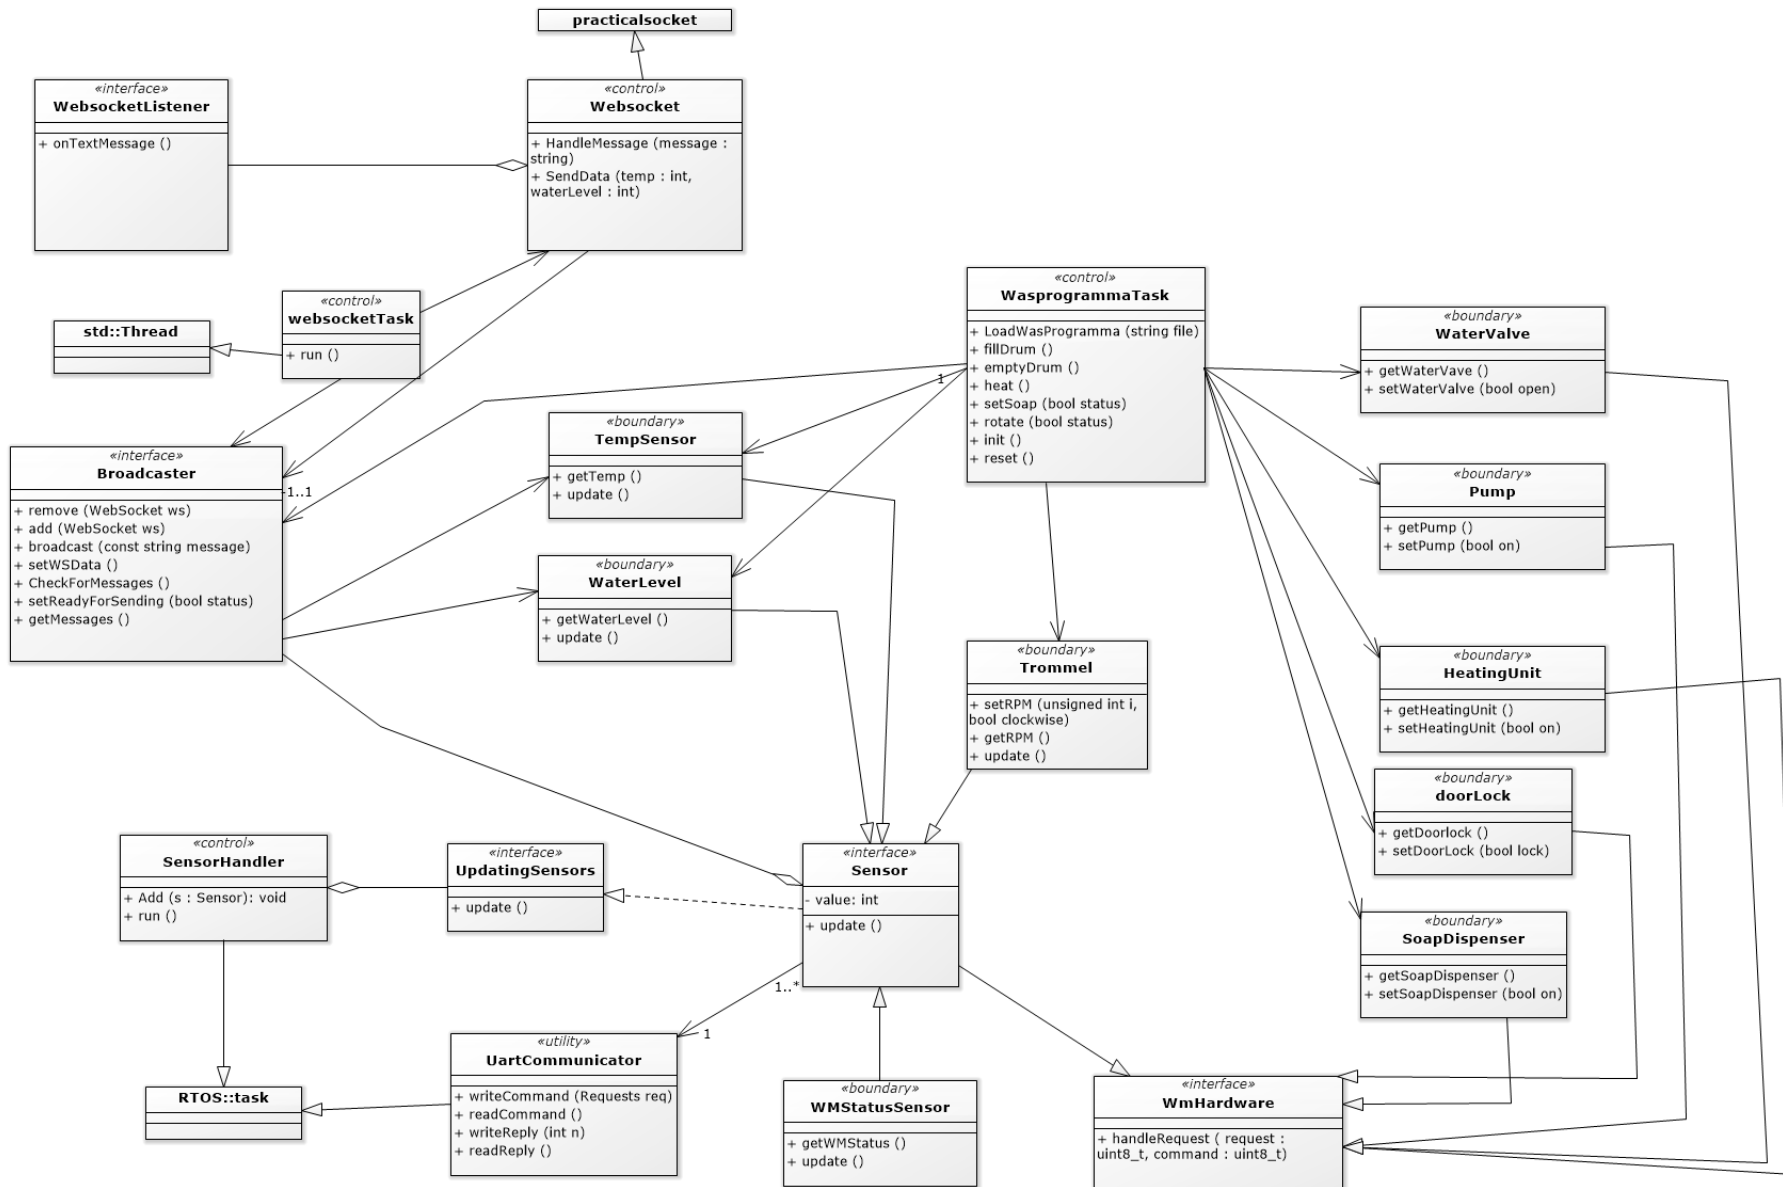 practicalsocket
«interface»
WebsocketListener
+ onTextMessage ()
«control»
Websocket
+ HandleMessage (message :
string)
+ SendData (temp : int,
waterLevel : int)
std::Thread
«control»
websocketTask
+ run ()
«control»
WasprogrammaTask
+ LoadWasProgramma (string file)
+ fillDrum ()
+ emptyDrum ()
+ heat ()
+ setSoap (bool status)
+ rotate (bool status)
+ init ()
+ reset ()
1
«boundary»
WaterValve
+ getWaterVave ()
+ setWaterValve (bool open)
«interface»
Broadcaster
+ remove (WebSocket ws)
+ add (WebSocket ws)
+ broadcast (const string message)
+ setWSData ()
+ CheckForMessages ()
+ setReadyForSending (bool status)
+ getMessages ()
-1..1
«boundary»
TempSensor
+ getTemp ()
+ update ()
«boundary»
Pump
+ getPump ()
+ setPump (bool on)
«boundary»
WaterLevel
+ getWaterLevel ()
+ update ()
«boundary»
Trommel
+ setRPM (unsigned int i,
bool clockwise)
+ getRPM ()
+ update ()
«boundary»
HeatingUnit
+ getHeatingUnit ()
+ setHeatingUnit (bool on)
«boundary»
doorLock
+ getDoorlock ()
+ setDoorLock (bool lock)
«control»
SensorHandler
+ Add (s : Sensor): void
+ run ()
«interface»
UpdatingSensors
+ update ()
«interface»
Sensor
- value: int
+ update ()
1..*
1
«boundary»
SoapDispenser
+ getSoapDispenser ()
+ setSoapDispenser (bool on)
RTOS::task
«utility»
UartCommunicator
+ writeCommand (Requests req)
+ readCommand ()
+ writeReply (int n)
+ readReply ()
«boundary»
WMStatusSensor
+ getWMStatus ()
+ update ()
«interface»
WmHardware
+ handleRequest ( request :
uint8_t, command : uint8_t)